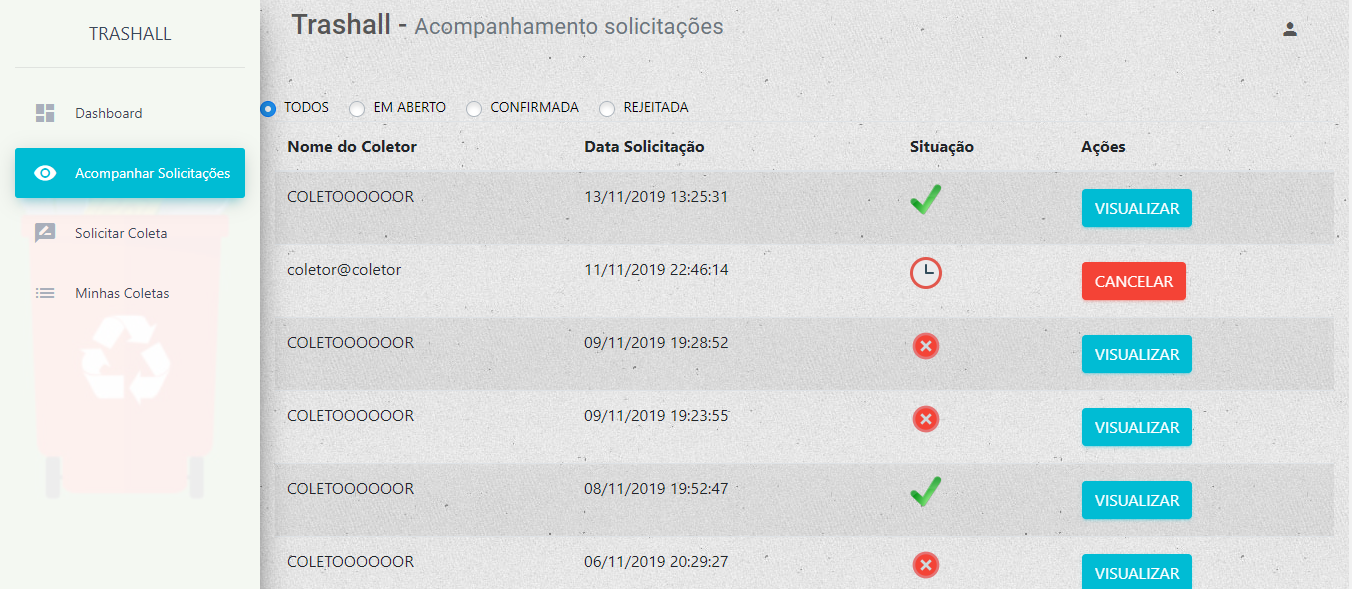 TRASHALL
Trashall - Acompanhamento solicitações
Dashboard
Acompanhar Solicitações
Solicitar Coleta
Minhas Coletas
TODOS EM ABERTO CONFIRMADA REJEITADA
Nome do Coletor Data Solicitação Situação Ações
COLETOOOOOOR 13/11/2019 13:25:31 VISUALIZAR
coletor@coletor 11/11/2019 22:46:14 CANCELAR
COLETOOOOOOR 09/11/2019 19:28:52 VISUALIZAR
COLETOOOOOOR 09/11/2019 19:23:55 VISUALIZAR
COLETOOOOOOR 08/11/2019 19:52:47 VISUALIZAR
COLETOOOOOOR 06/11/2019 20:29:27 VISUALIZAR